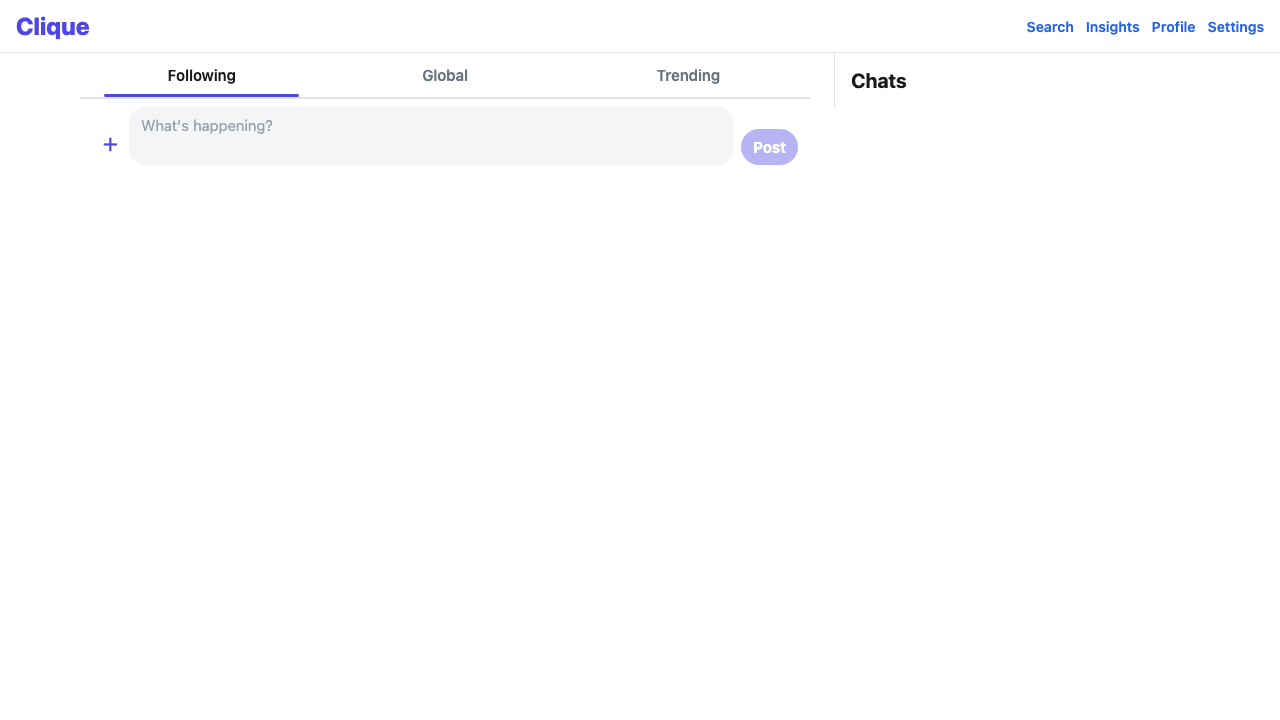 Clique
Search Insights Profile Settings
Following Global Trending
Chats
What's happening?
+ Post